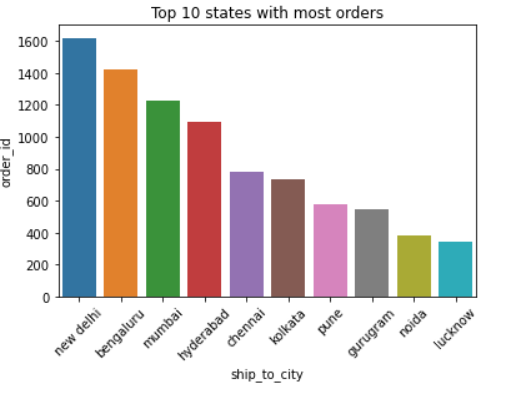 Top 10 states with most orders
order_id
1600
1400
1200
1000
800
600
400
200
0
new delhi
bengaluru
mumbai
hyderabad
chennai
kolkata
pune
gurugram
noida
lucknow
ship_to_city